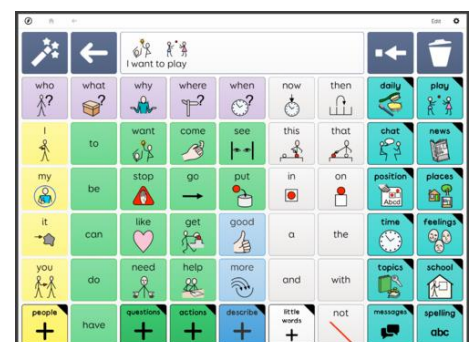 Edit
I want to play
who what why where when now then daily play
I to want come see this that chat news
my be stop go put in on position places
Abcd
it can like get good a the time feelings
you do need help more and with topics school
people have questions actions describe little words not messages spelling
abc